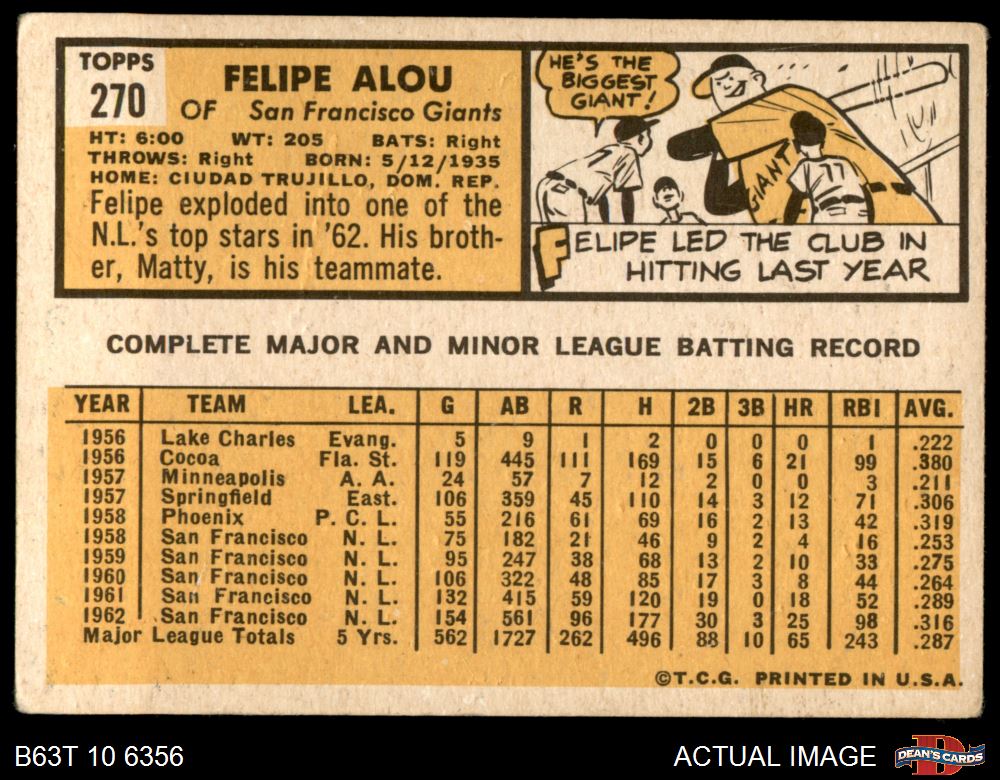 TOPPS
270
FELIPE ALOU
OF San Francisco Giants
HT: 6:00 WT: 205 BATS: Right
THROWS: Right BORN: 5/12/1935
HOME: CIUDAD TRUJILLO, DOM. REP.
Felipe exploded into one of the
N.L.'s top stars in '62. His broth-
er, Matty, is his teammate.
HE'S THE
BIGGEST
GIANT!
GIANT
FELIPE LED THE CLUB IN
HITTING LAST YEAR
COMPLETE MAJOR AND MINOR LEAGUE BATTING RECORD
YEAR TEAM LEA. G AB R H 2B 3B HR RBI AVG.
1956 Lake Charles Evang. 5 9 1 2 0 0 0 1 .222
1956 Cocoa Fla. St. 119 445 111 169 15 6 21 99 .380
1957 Minneapolis A. A. 24 57 7 12 2 0 0 3 .211
1957 Springfield East. 106 359 45 110 14 3 12 71 .306
1958 Phoenix P. C. L. 55 216 61 69 16 2 13 42 .319
1958 San Francisco N. L. 75 182 21 46 9 2 4 16 .253
1959 San Francisco N. L. 95 247 38 68 13 2 10 33 .275
1960 San Francisco N. L. 106 322 48 85 17 3 8 44 .264
1961 San Francisco N. L. 132 415 59 120 19 0 18 52 .289
1962 San Francisco N. L. 154 561 96 177 30 3 25 98 .316
Major League Totals 5 Yrs. 562 1727 262 496 88 10 65 243 .287
©T.C.G. PRINTED IN U.S.A.
B63T 10 6356
ACTUAL IMAGE
DEAN'S CARDS